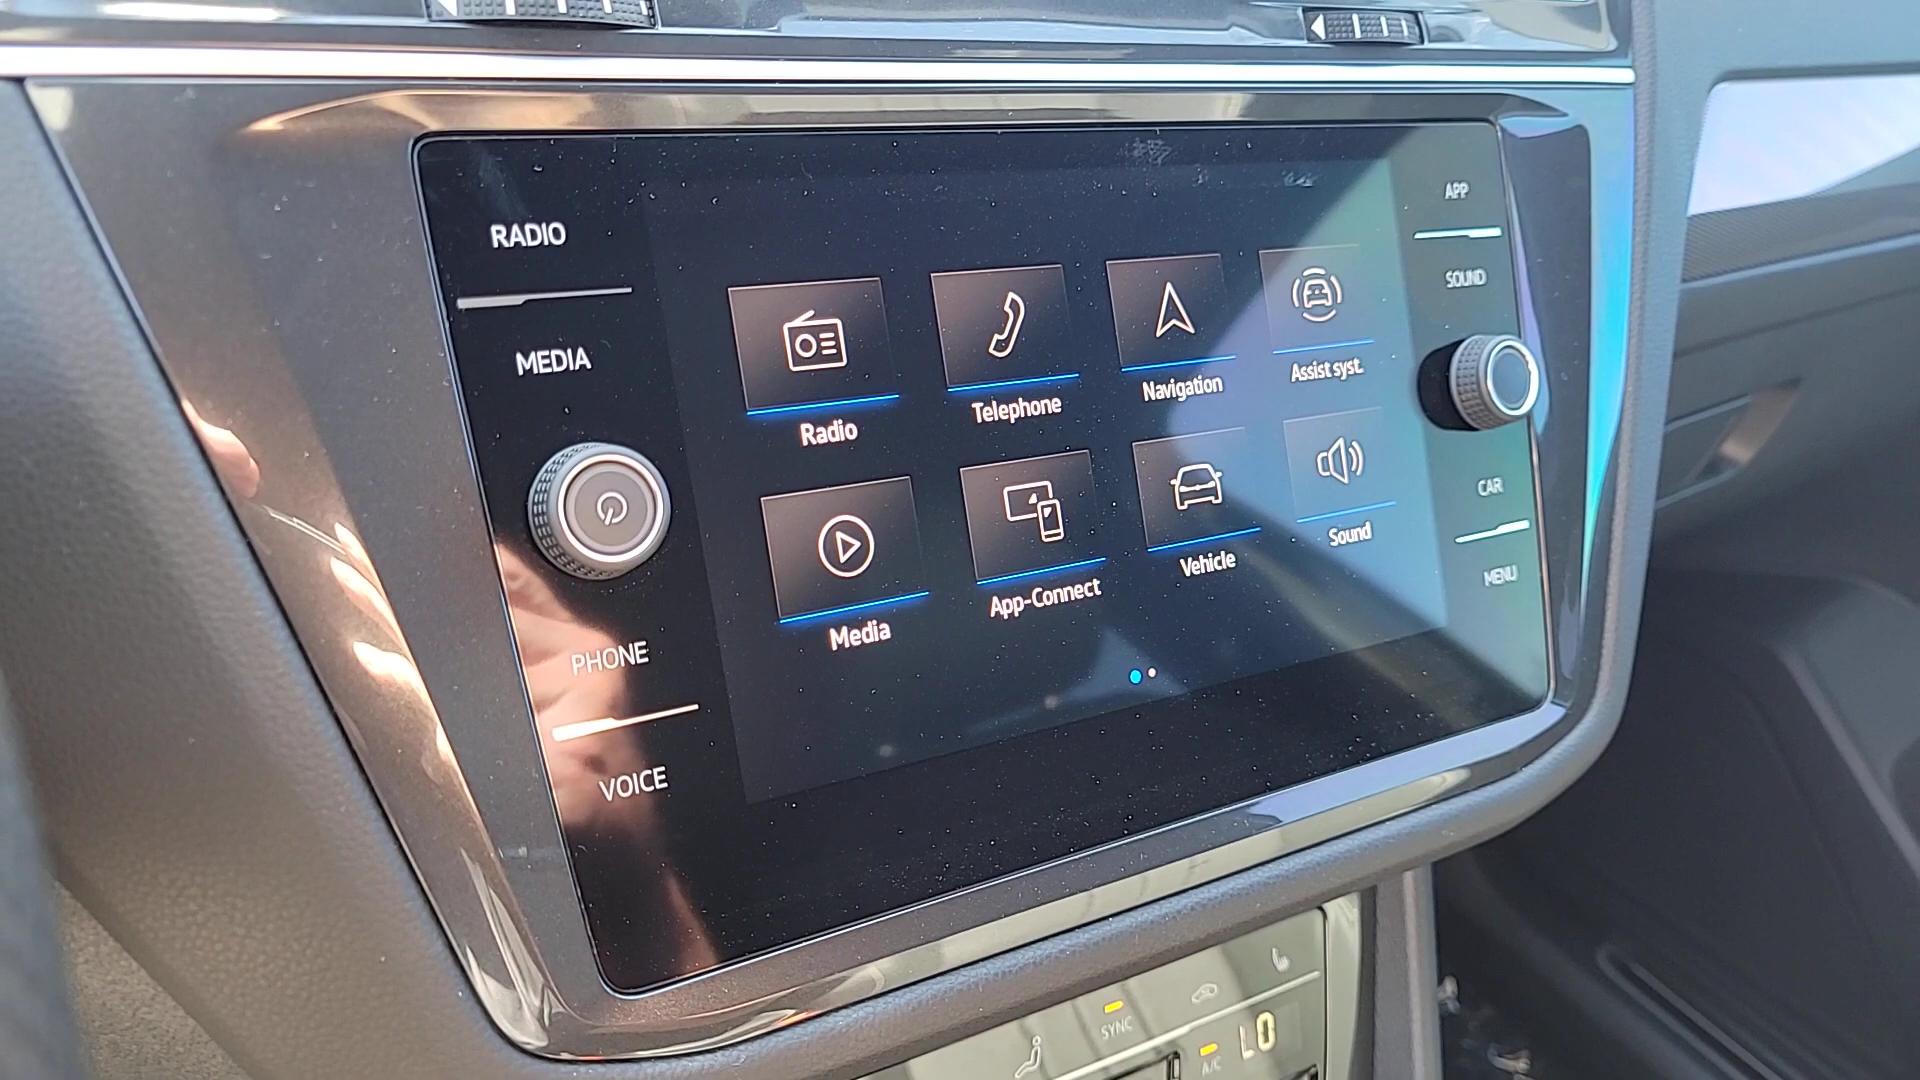 RADIO
MEDIA
PHONE
VOICE
Radio
Telephone
Navigation
Assist syst.
Media
App-Connect
Vehicle
Sound
APP
SOUND
CAR
MENU
SYNC
A/C
LO